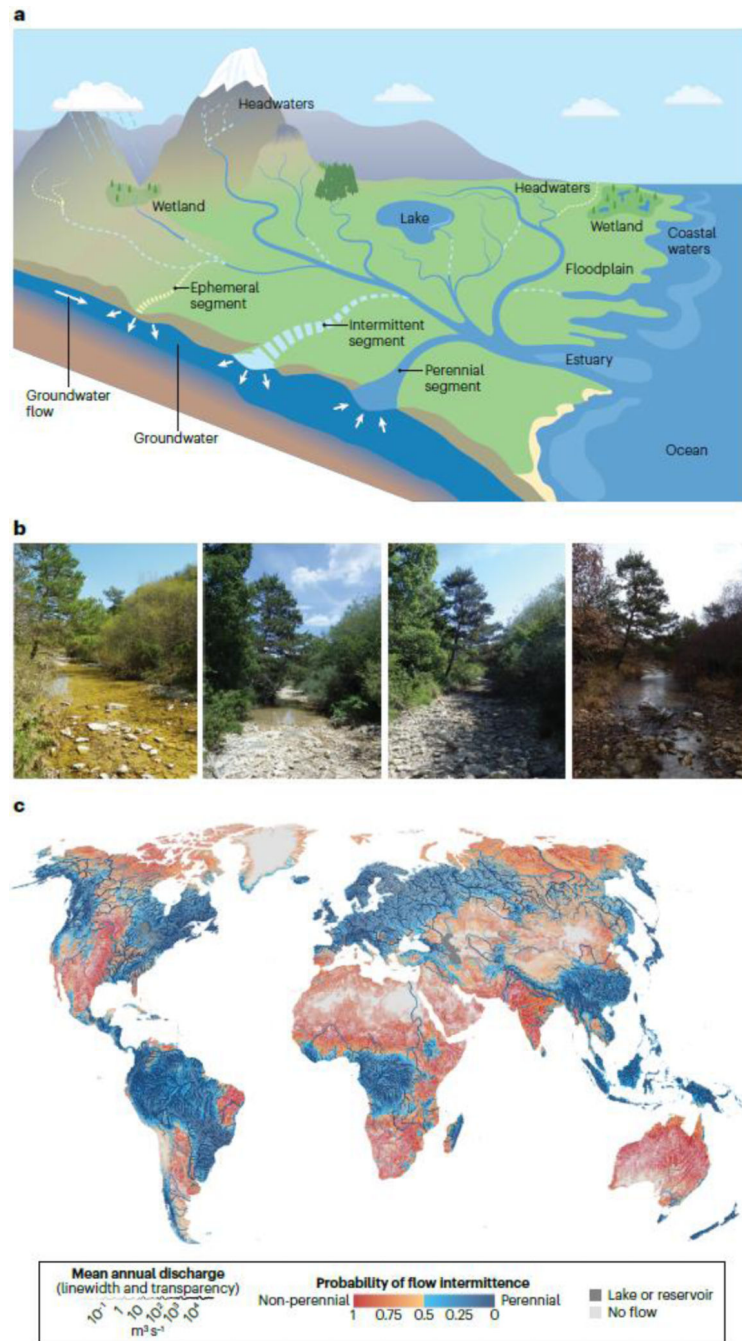 a
Headwaters
Headwaters
Wetland
Lake
Wetland
Coastal
waters
Floodplain
Ephemeral
segment
Intermittent
segment
Estuary
Perennial
segment
Groundwater
flow
Groundwater
Ocean
b
c
Mean annual discharge
(linewidth and transparency)
10⁻¹ 1 10 10² 10³ 10⁴
m³ s⁻¹
Probability of flow intermittence
Non-perennial Perennial
1 0.75 0.5 0.25 0
Lake or reservoir
No flow